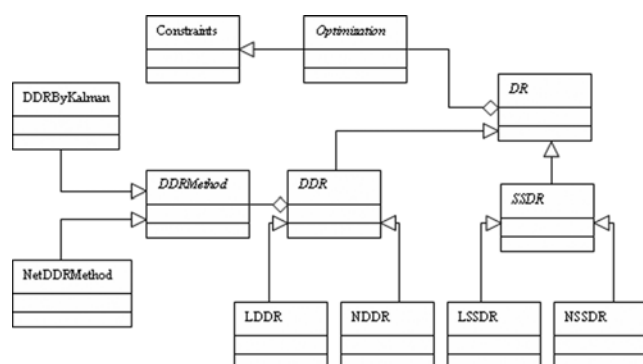 Constraints
Optimization
DDRByKalman
DR
DDRMethod
DDR
SSDR
NetDDRMethod
LDDR
NDDR
LSSDR
NSSDR